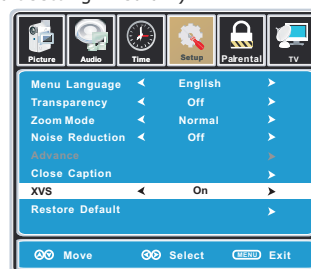 Picture Audio Time Setup Parental TV
Menu Language English
Transparency Off
Zoom Mode Normal
Noise Reduction Off
Advance
Close Caption
XVS On
Restore Default
Move Select MENU Exit